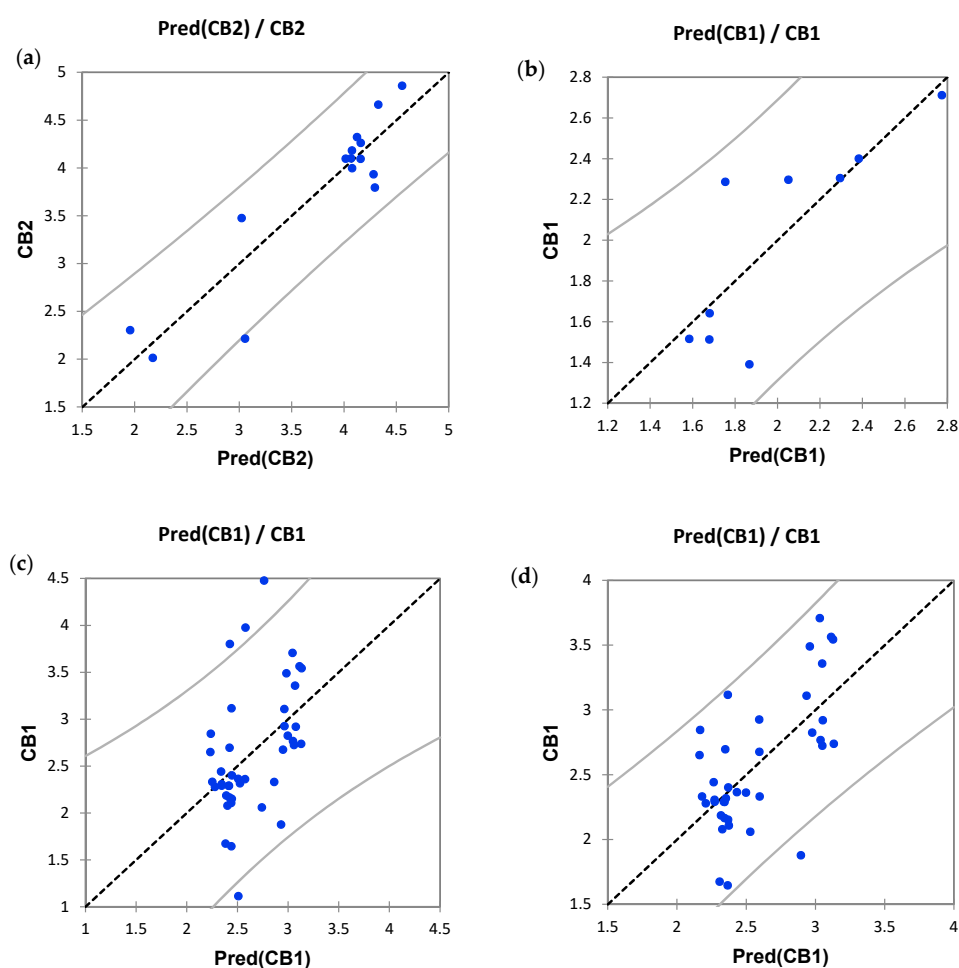 Pred(CB2) / CB2
(a)
5
4.5
4
3.5
3
2.5
2
1.5
CB2
1.5 2 2.5 3 3.5 4 4.5 5
Pred(CB2)
Pred(CB1) / CB1
(b)
2.8
2.6
2.4
2.2
2
1.8
1.6
1.4
1.2
CB1
1.2 1.4 1.6 1.8 2 2.2 2.4 2.6 2.8
Pred(CB1)
Pred(CB1) / CB1
(c)
4.5
4
3.5
3
2.5
2
1.5
1
CB1
1 1.5 2 2.5 3 3.5 4 4.5
Pred(CB1)
Pred(CB1) / CB1
(d)
4
3.5
3
2.5
2
1.5
CB1
1.5 2 2.5 3 3.5 4
Pred(CB1)